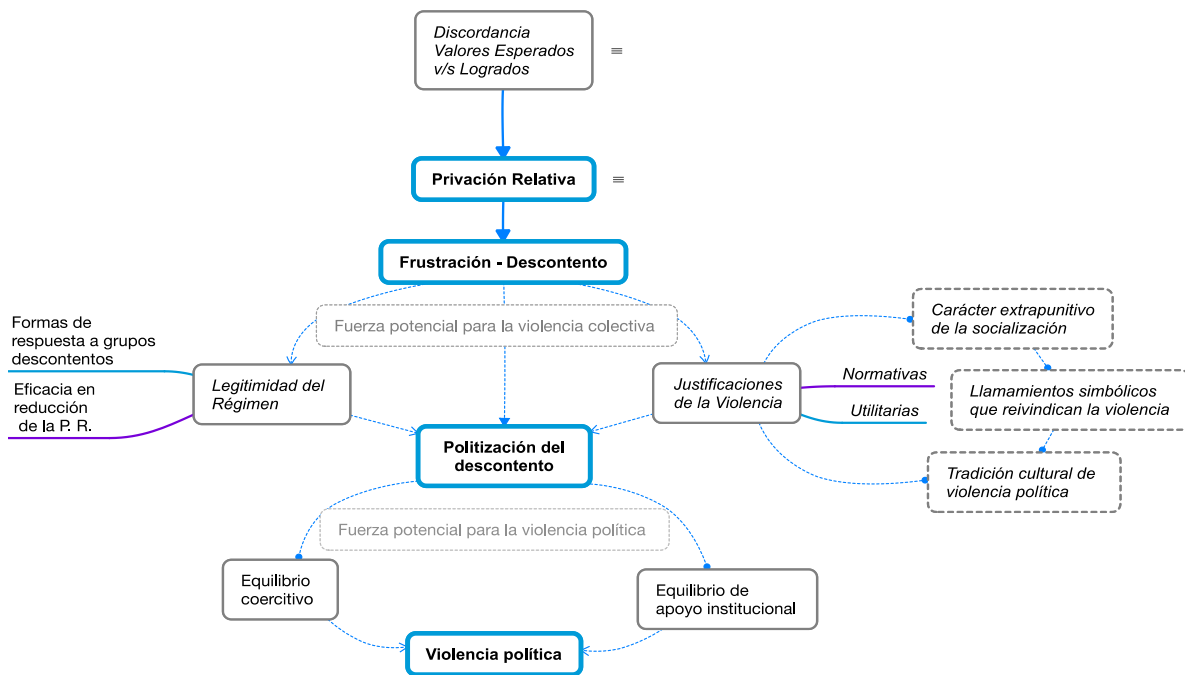 Discordancia
Valores Esperados
v/s Logrados
Privación Relativa
Frustración - Descontento
Fuerza potencial para la violencia colectiva
Formas de
respuesta a grupos
descontentos
Eficacia en
reducción
de la P. R.
Legitimidad del
Régimen
Justificaciones
de la Violencia
Normativas
Utilitarias
Carácter extrapunitivo
de la socialización
Llamamientos simbólicos
que reivindican la violencia
Tradición cultural de
violencia política
Politización del
descontento
Fuerza potencial para la violencia política
Equilibrio
coercitivo
Equilibrio de
apoyo institucional
Violencia política